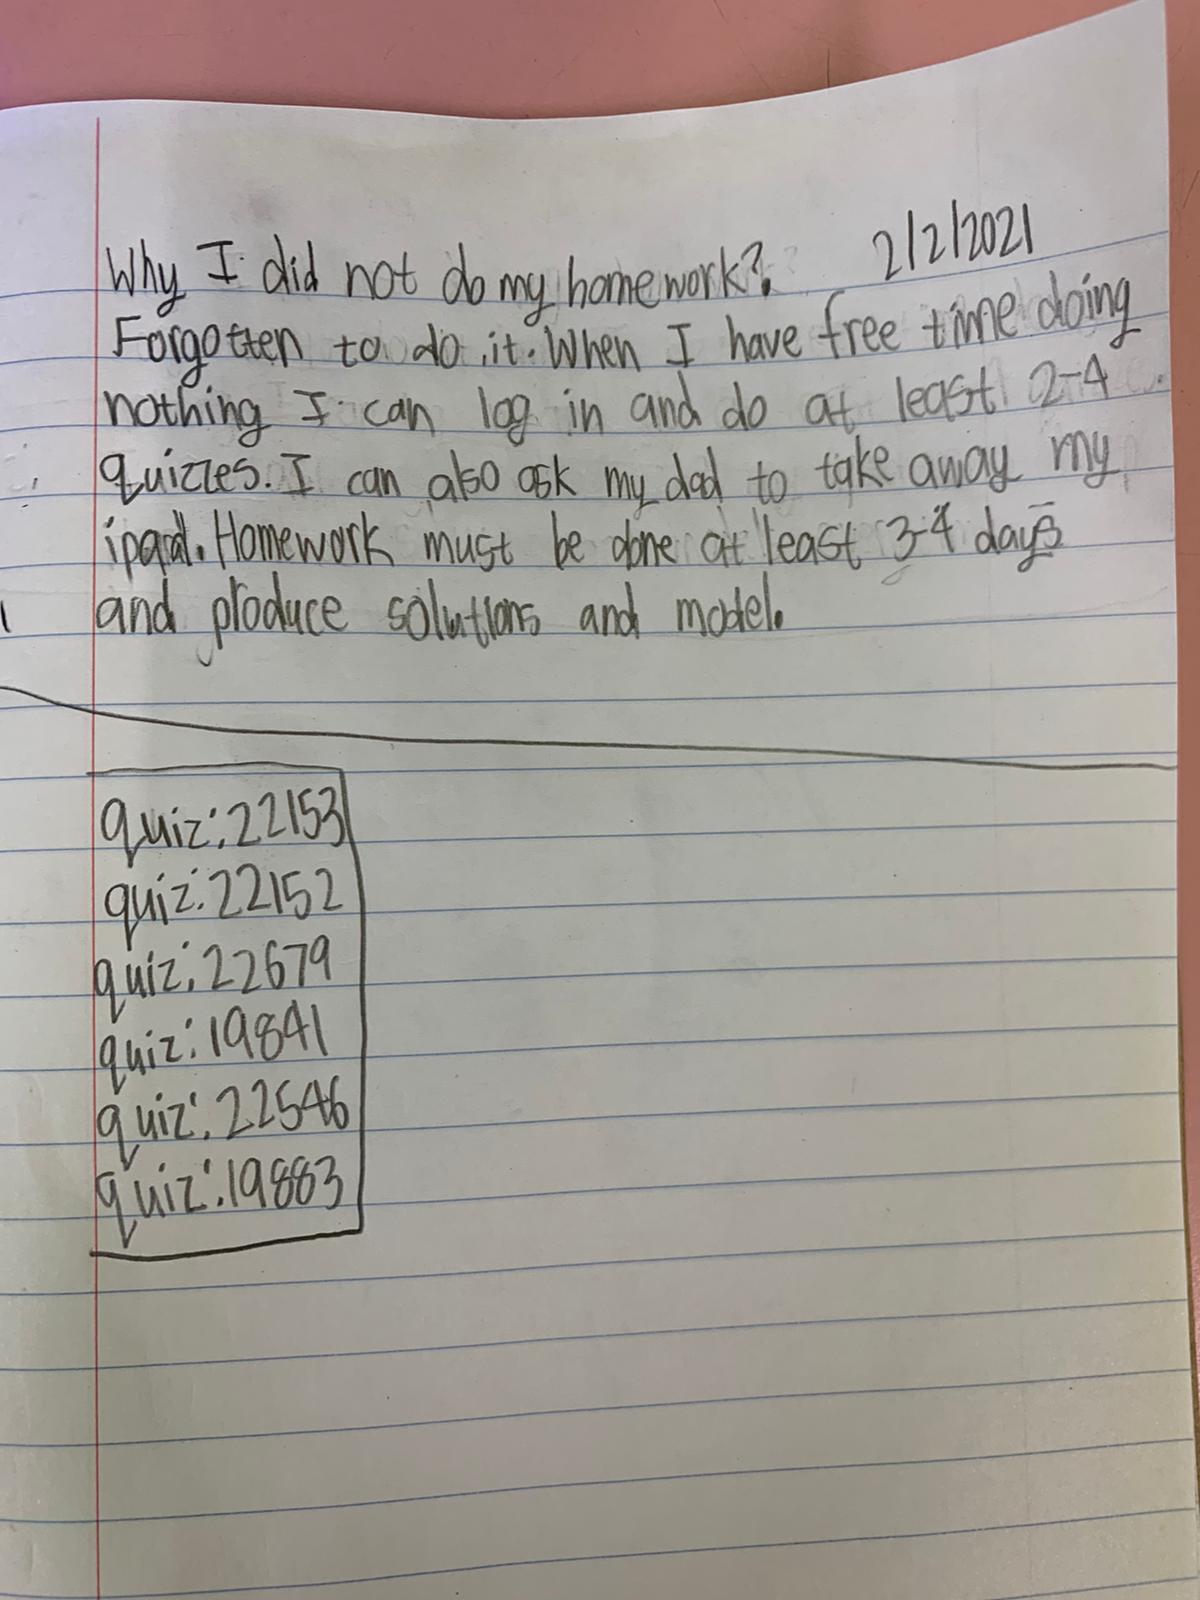 Why I did not do my homework? 2/2/2021
Forgotten to do it. When I have free time doing
nothing I can log in and do at least 2-4
quizzes. I can also ask my dad to take away my
ipad. Homework must be done at least 3-4 days
and produce solutions and model.
quiz: 22153
quiz: 22152
quiz: 22679
quiz: 19841
quiz: 22546
quiz: 19883